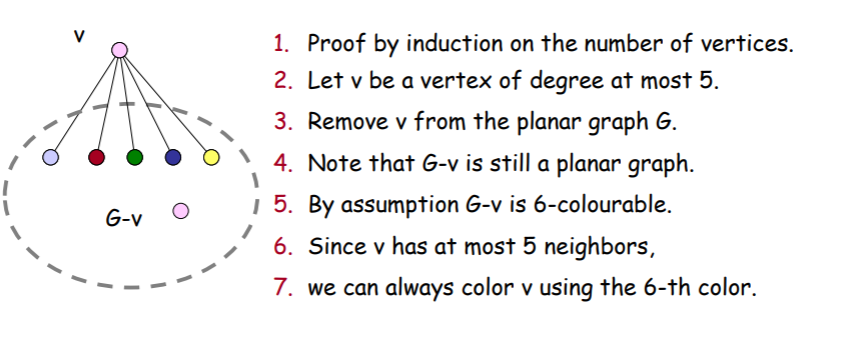 v
G-v
1. Proof by induction on the number of vertices.
2. Let v be a vertex of degree at most 5.
3. Remove v from the planar graph G.
4. Note that G-v is still a planar graph.
5. By assumption G-v is 6-colourable.
6. Since v has at most 5 neighbors,
7. we can always color v using the 6-th color.